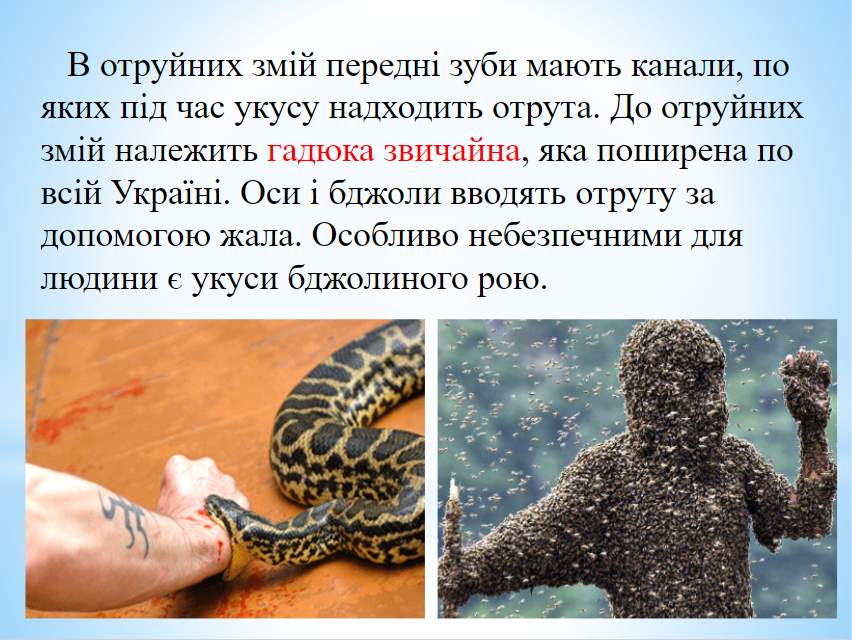 В отруйних змій передні зуби мають канали, по
яких під час укусу надходить отрута. До отруйних
змій належить гадюка звичайна, яка поширена по
всій Україні. Оси і бджоли вводять отруту за
допомогою жала. Особливо небезпечними для
людини є укуси бджолиного рою.